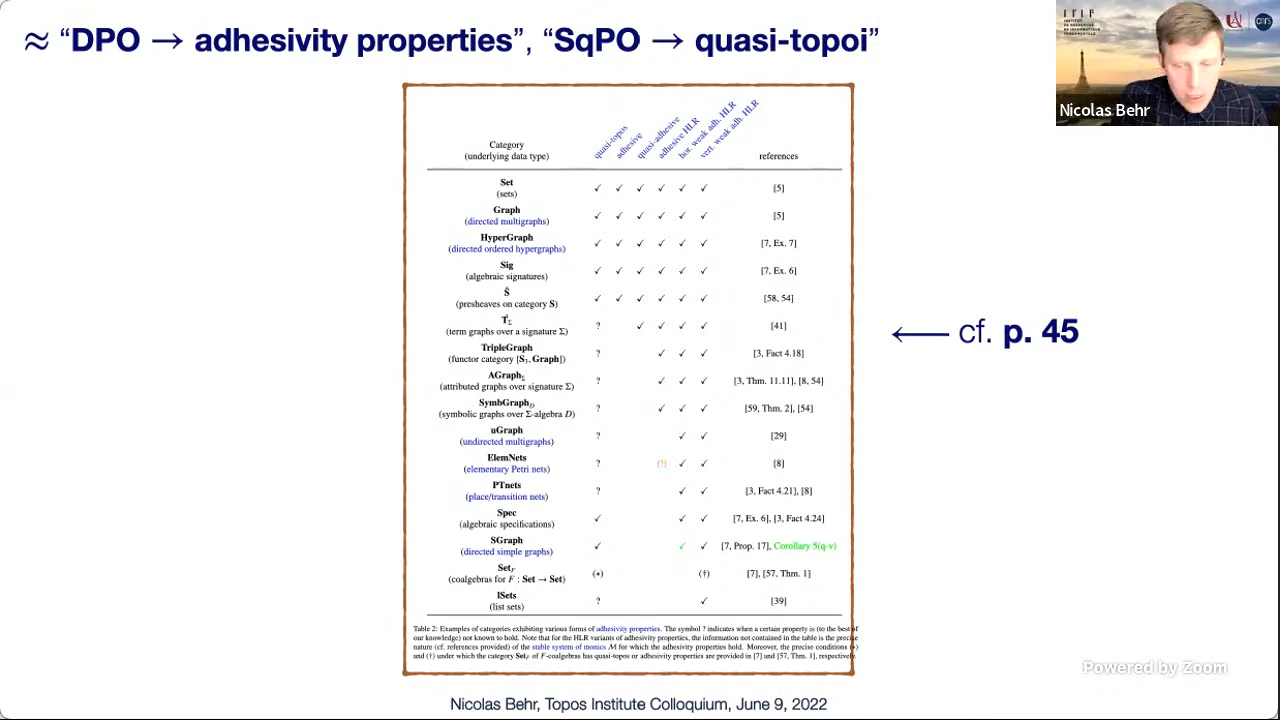 ≈ “DPO → adhesivity properties”, “SqPO → quasi-topoi”
Nicolas Behr
Category
(underlying data type)
quasi-topos
adhesive
quasi-adhesive
adhesive HLR
hor. weak adh. HLR
vert. weak adh. HLR
references
Set
(sets) ✓ ✓ ✓ ✓ ✓ ✓ [5]
Graph
(directed multigraphs) ✓ ✓ ✓ ✓ ✓ ✓ [5]
HyperGraph
(directed ordered hypergraphs) ✓ ✓ ✓ ✓ ✓ ✓ [7, Ex. 7]
Sig
(algebraic signatures) ✓ ✓ ✓ ✓ ✓ ✓ [7, Ex. 6]
Ŝ
(presheaves on category S) ✓ ✓ ✓ ✓ ✓ ✓ [58, 54]
(term graphs over a signature Σ) ? ✓ ✓ ✓ ✓ [41]
TripleGraph
(functor category [S₃, Graph]) ? ✓ ✓ ✓ [3, Fact 4.18]
AGraph_Σ
(attributed graphs over signature Σ) ? ✓ ✓ ✓ [3, Thm. 11.11], [8, 54]
SymbGraph_D
(symbolic graphs over Σ-algebra D) ? ✓ ✓ ✓ [59, Thm. 2], [54]
uGraph
(undirected multigraphs) ? ✓ ✓ [29]
ElemNets
(elementary Petri nets) ? (!) ✓ ✓ [8]
PTnets
(place/transition nets) ? ✓ ✓ [3, Fact 4.21], [8]
Spec
(algebraic specifications) ✓ ✓ ✓ [7, Ex. 6], [3, Fact 4.24]
SGraph
(directed simple graphs) ✓ ✓ ✓ [7, Prop. 17], Corollary 5(q-v)
Set_F
(coalgebras for F : Set → Set) (*) (†) [7], [57, Thm. 1]
lSets
(list sets) ? ✓ [39]
Table 2: Examples of categories exhibiting various forms of adhesivity properties. The symbol ? indicates when a certain property is (to the best of
our knowledge) not known to hold. Note that for the HLR variants of adhesivity properties, the information not contained in the table is the precise
nature (cf. references provided) of the stable system of monics M for which the adhesivity properties hold. Moreover, the precise conditions (*)
and (†) under which the category Set_F of F-coalgebras has quasi-topos or adhesivity properties are provided in [7] and [57, Thm. 1], respectively.
← cf. p. 45
Powered by Zoom
Nicolas Behr, Topos Institute Colloquium, June 9, 2022